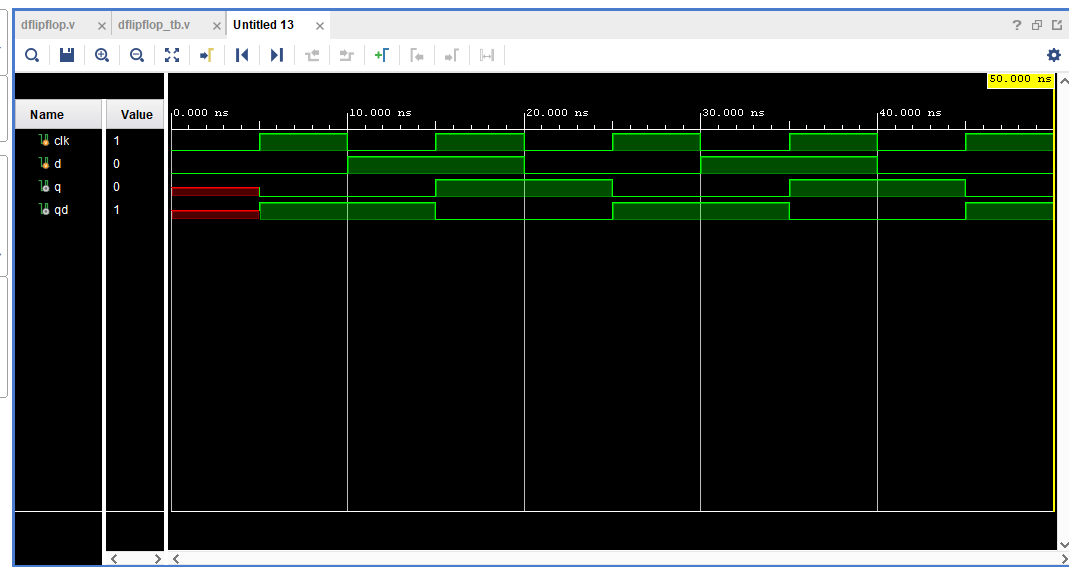 dflipflop.v × dflipflop_tb.v × Untitled 13 × ?
50.000 ns
Name Value 0.000 ns 10.000 ns 20.000 ns 30.000 ns 40.000 ns
clk 1
d 0
q 0
qd 1